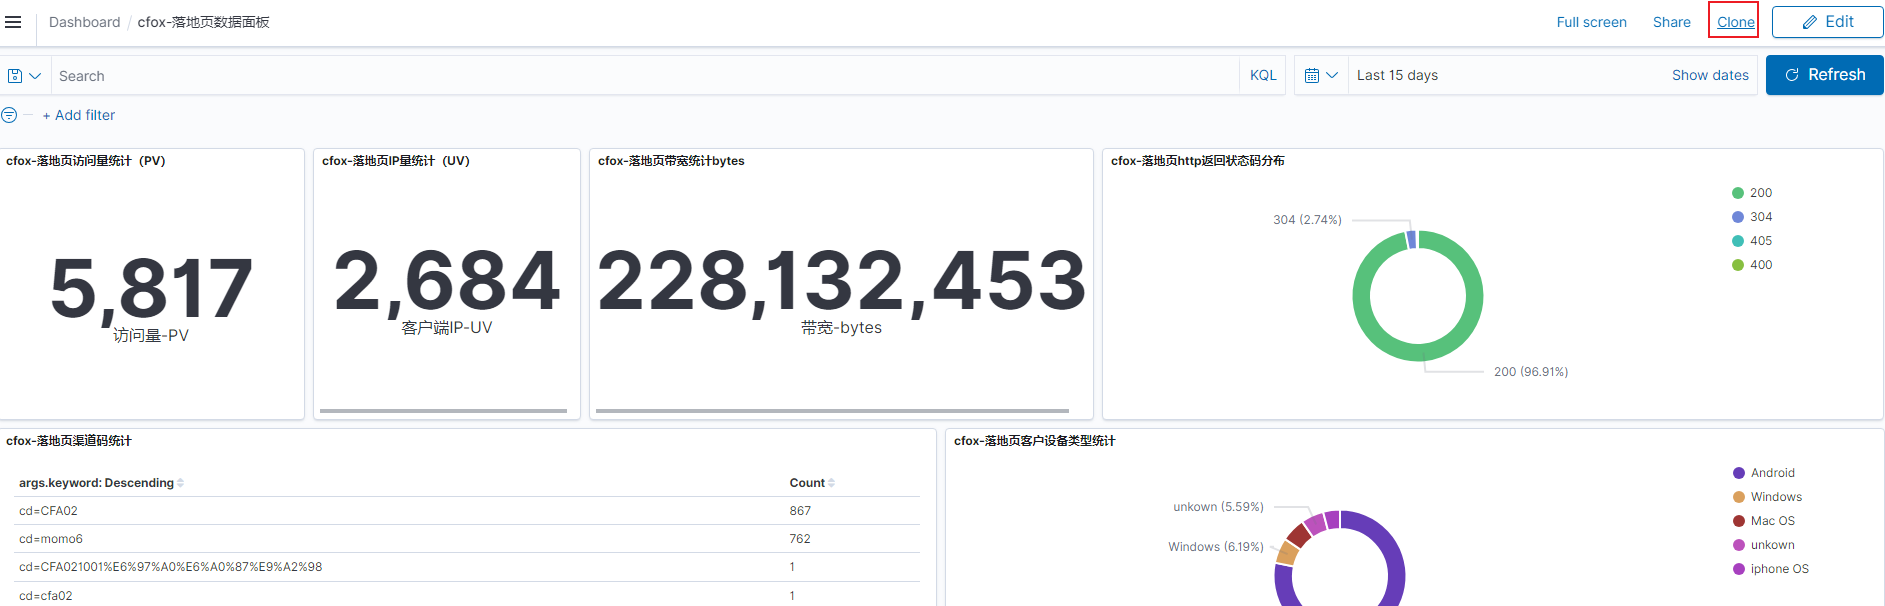 Dashboard / cfox-落地页数据面板
Full screen
Share
Clone
Edit
Search
KQL
Last 15 days
Show dates
Refresh
+ Add filter
cfox-落地页访问量统计（PV）
5,817
访问量-PV
cfox-落地页IP量统计（UV）
2,684
客户端IP-UV
cfox-落地页带宽统计bytes
228,132,453
带宽-bytes
cfox-落地页http返回状态码分布
304 (2.74%)
200 (96.91%)
200
304
405
400
cfox-落地页渠道码统计
args.keyword: Descending Count
cd=CFA02 867
cd=momo6 762
cd=CFA021001%E6%97%A0%E6%A0%87%E9%A2%98 1
cd=cfa02 1
cfox-落地页客户设备类型统计
unkown (5.59%)
Windows (6.19%)
Android
Windows
Mac OS
unkown
iphone OS